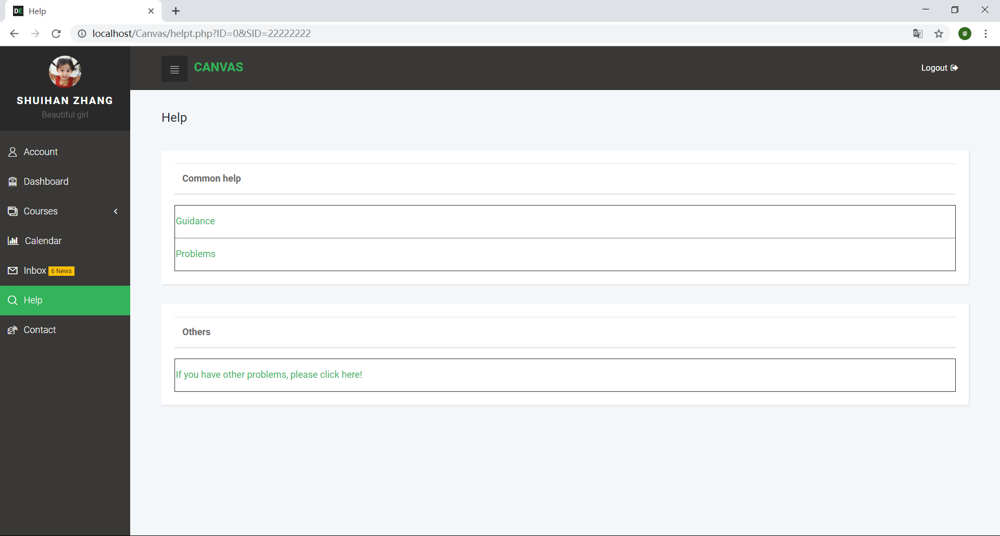 DE Help
localhost/Canvas/helpt.php?ID=0&SID=22222222
睿
SHUIHAN ZHANG
Beautiful girl
Account
Dashboard
Courses
Calendar
Inbox 6 News
Help
Contact
CANVAS
Logout
Help
Common help
Guidance
Problems
Others
If you have other problems, please click here!